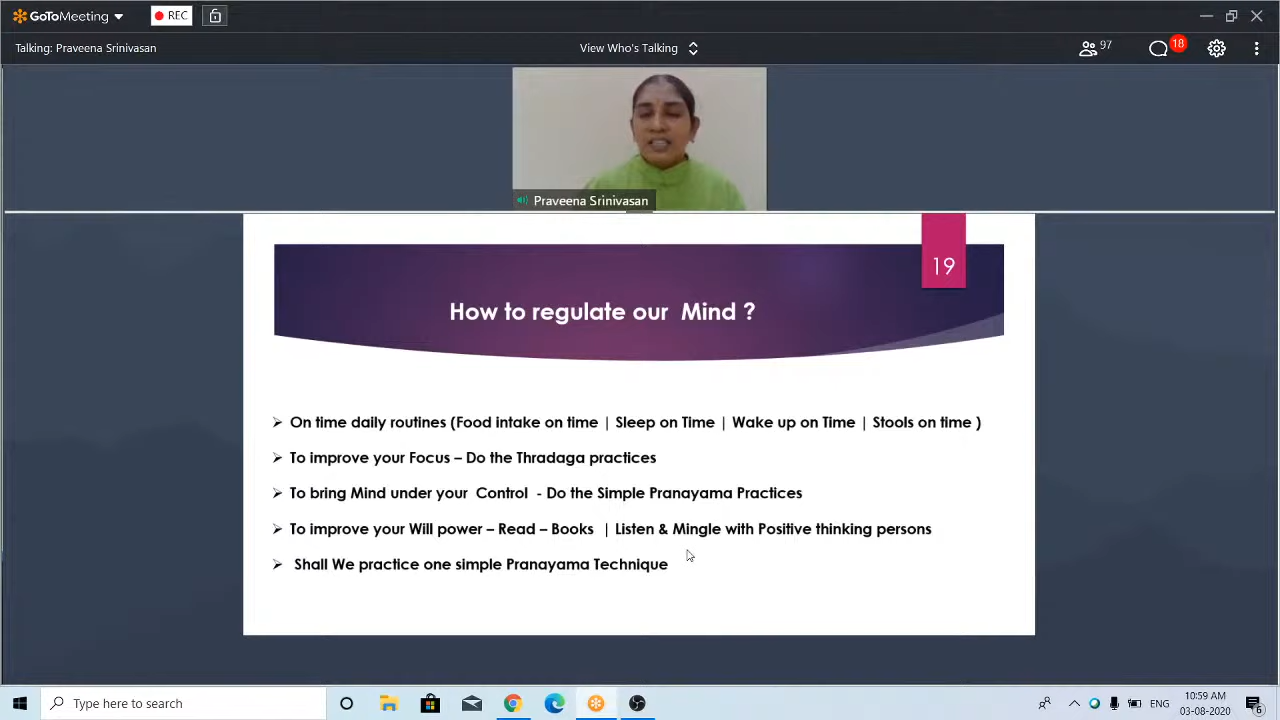 GoToMeeting
REC
Talking: Praveena Srinivasan
View Who's Talking
97
18
Praveena Srinivasan
19
How to regulate our Mind ?
On time daily routines (Food intake on time | Sleep on Time | Wake up on Time | Stools on time )
To improve your Focus – Do the Thradaga practices
To bring Mind under your Control - Do the Simple Pranayama Practices
To improve your Will power – Read – Books | Listen & Mingle with Positive thinking persons
Shall We practice one simple Pranayama Technique
Type here to search
ENG
10:59 AM
03-08-2020
6